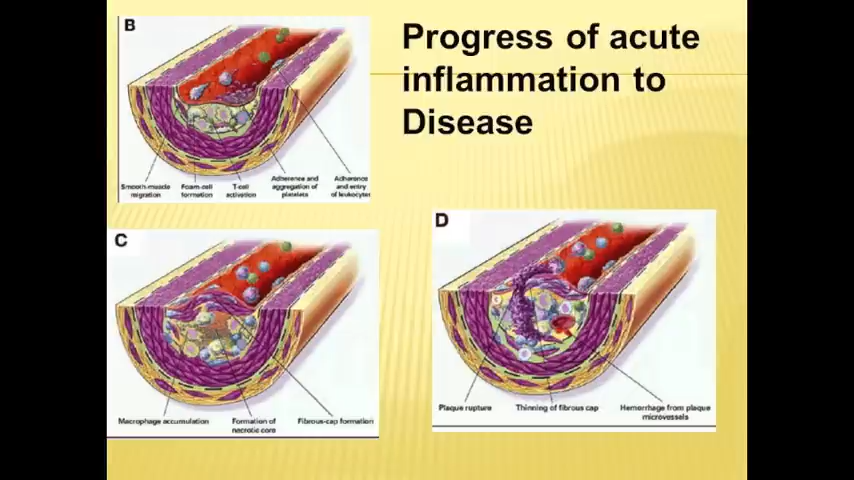 B
Progress of acute
inflammation to
Disease
Smooth-muscle
migration
Foam-cell
formation
T-cell
activation
Adherence and
aggregation of
platelets
Adherence
and entry
of leukocytes
C
Macrophage accumulation
Formation of
necrotic core
Fibrous-cap formation
D
Plaque rupture
Thinning of fibrous cap
Hemorrhage from plaque
microvessels